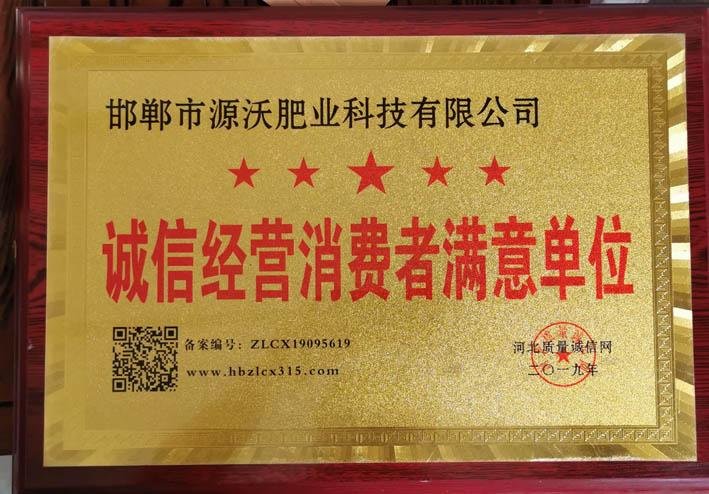 邯郸市源沃肥业科技有限公司
诚信经营消费者满意单位
备案编号：ZLCX19095619
www.hbzlcx315.com
河北质量诚信网
二〇一九年